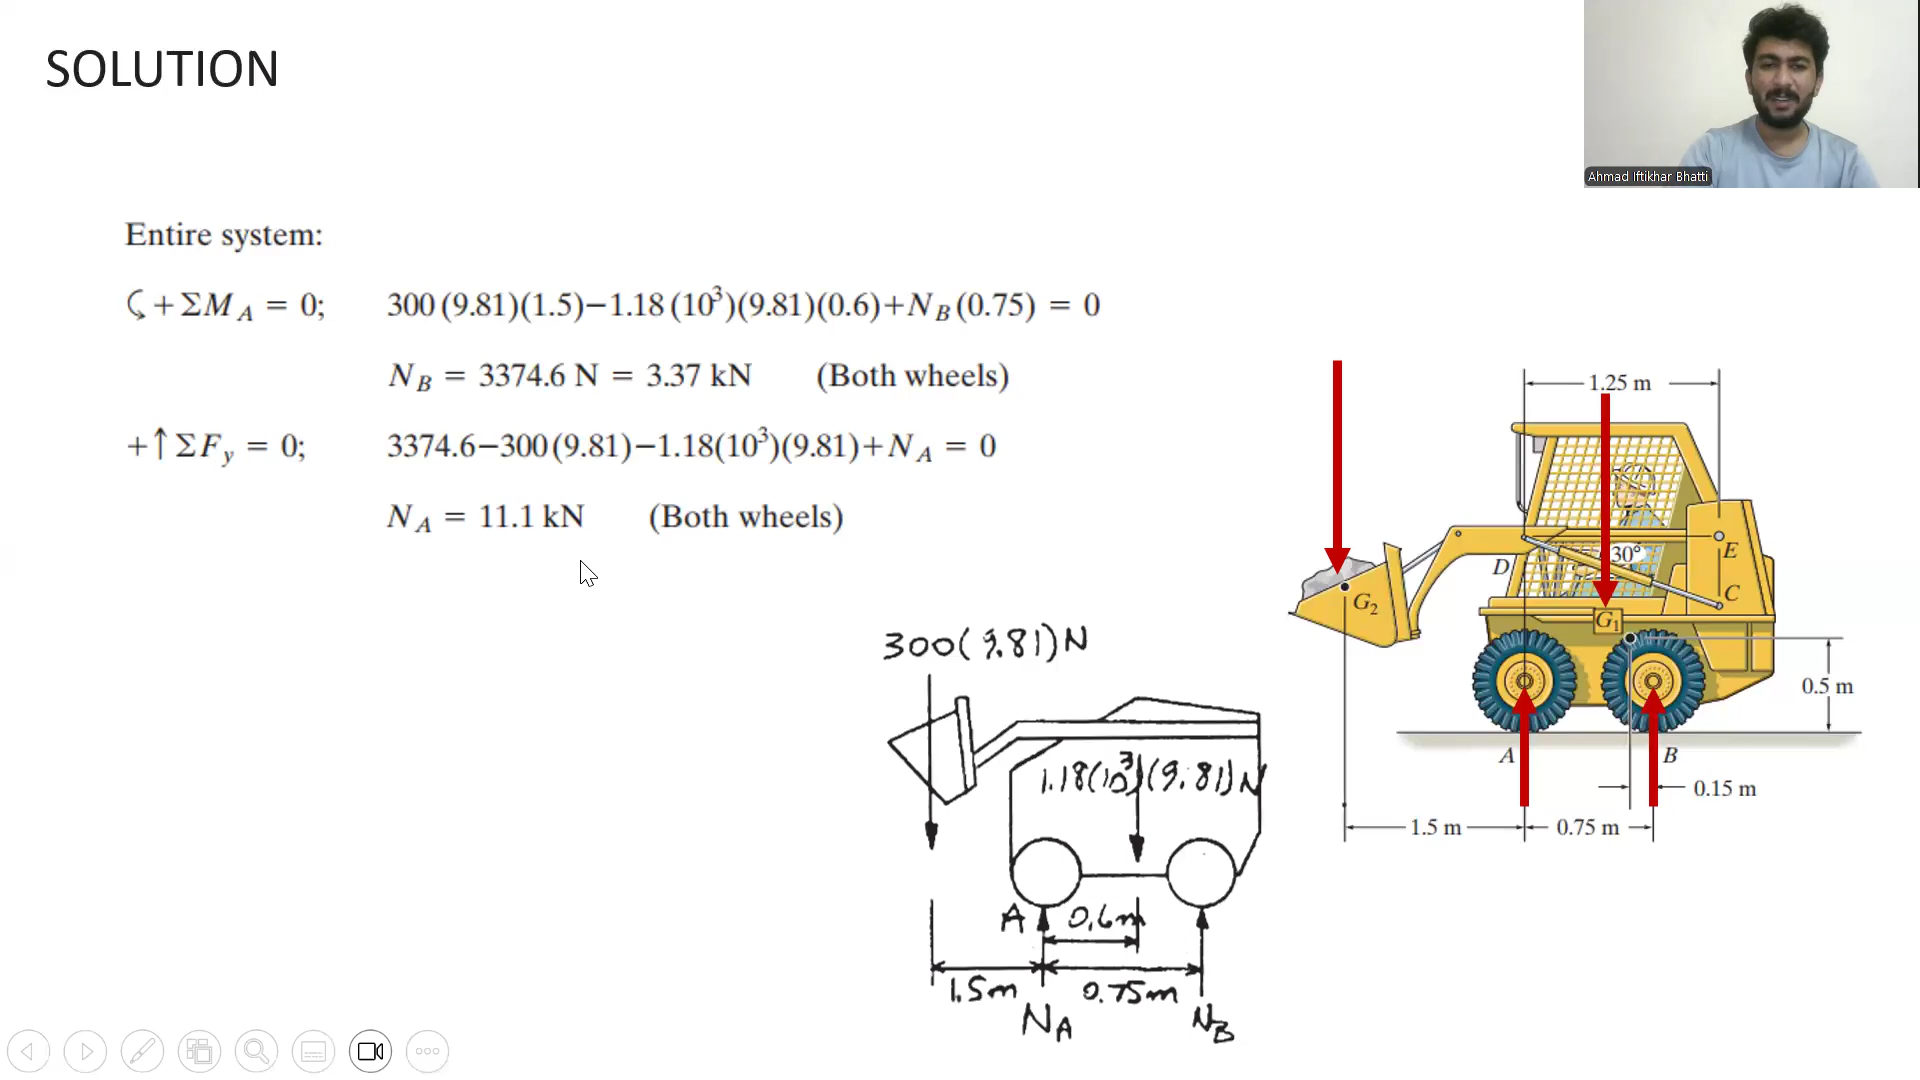 SOLUTION
Ahmad Iftikhar Bhatti
Entire system:
⤹+ΣM_A = 0; 300(9.81)(1.5)−1.18(10³)(9.81)(0.6)+N_B(0.75) = 0
N_B = 3374.6 N = 3.37 kN (Both wheels)
+↑ΣF_y = 0; 3374.6−300(9.81)−1.18(10³)(9.81)+N_A = 0
N_A = 11.1 kN (Both wheels)
300(9.81)N
1.18(10³)(9.81)N
A
0.6m
1.5m
0.75m
N_A
N_B
1.25 m
E
D
30°
C
G₂
G₁
0.5 m
A
B
0.15 m
1.5 m
0.75 m